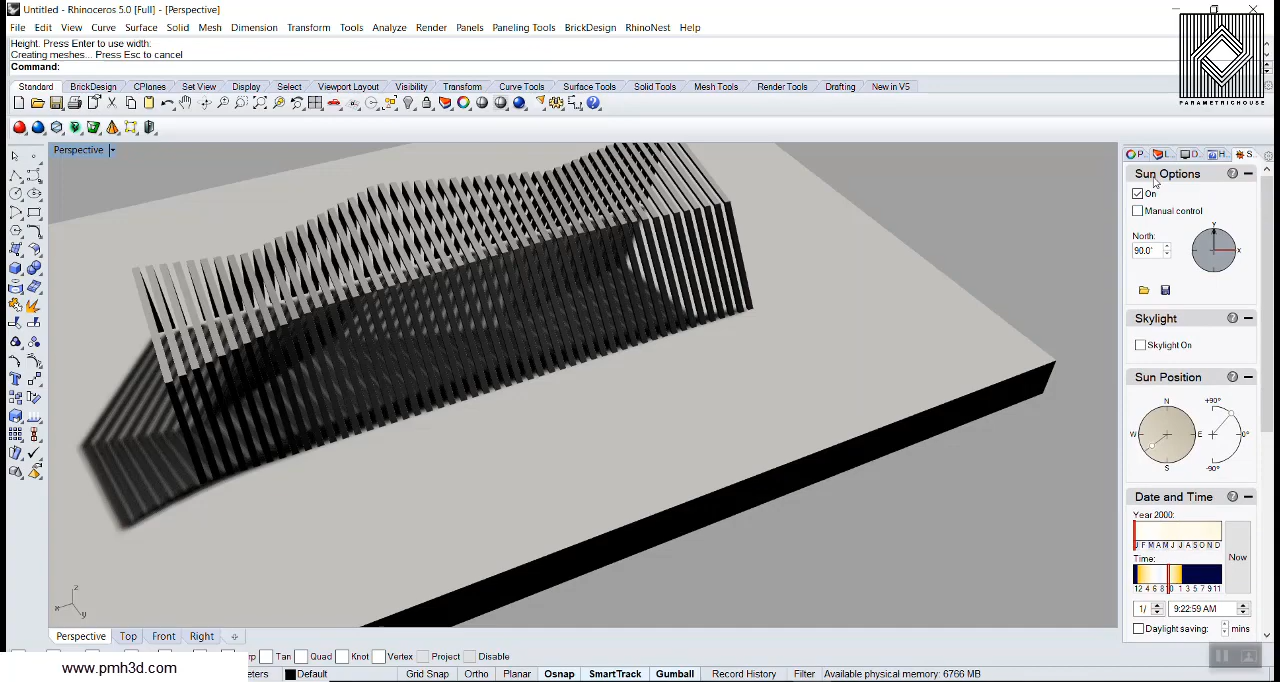 Untitled - Rhinoceros 5.0 [Full] - [Perspective]
File Edit View Curve Surface Solid Mesh Dimension Transform Tools Analyze Render Panels Paneling Tools BrickDesign RhinoNest Help
Height. Press Enter to use width:
Creating meshes... Press Esc to cancel
Command:
PARAMETRICHOUSE
Standard BrickDesign CPlanes Set View Display Select Viewport Layout Visibility Transform Curve Tools Surface Tools Solid Tools Mesh Tools Render Tools Drafting New in V5
Perspective
P... L... D... H... S...
Sun Options
On
Manual control
North:
90.0°
Y
X
Skylight
Skylight On
Sun Position
N
W E
S
+90°
0°
-90°
Date and Time
Year 2000:
J F M A M J J A S O N D
Now
Time:
12 4 6 8 10 1 3 5 7 9 11
1/ 9:22:59 AM
Daylight saving: mins
z
x
y
Perspective Top Front Right
rp Tan Quad Knot Vertex Project Disable
www.pmh3d.com
eters Default Grid Snap Ortho Planar Osnap SmartTrack Gumball Record History Filter Available physical memory: 6766 MB